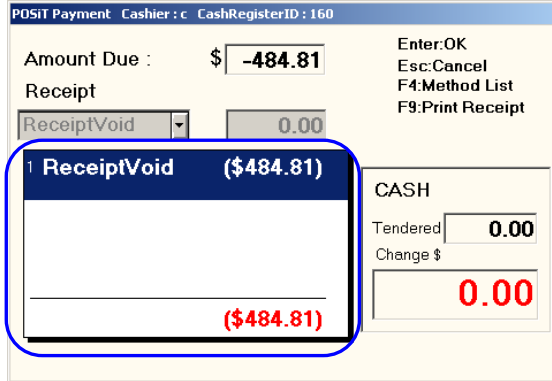 POSiT Payment Cashier : c CashRegisterID : 160
Amount Due : $ -484.81
Receipt
ReceiptVoid 0.00
Enter:OK
Esc:Cancel
F4:Method List
F9:Print Receipt
1 ReceiptVoid ($484.81)
($484.81)
CASH
Tendered 0.00
Change $
0.00